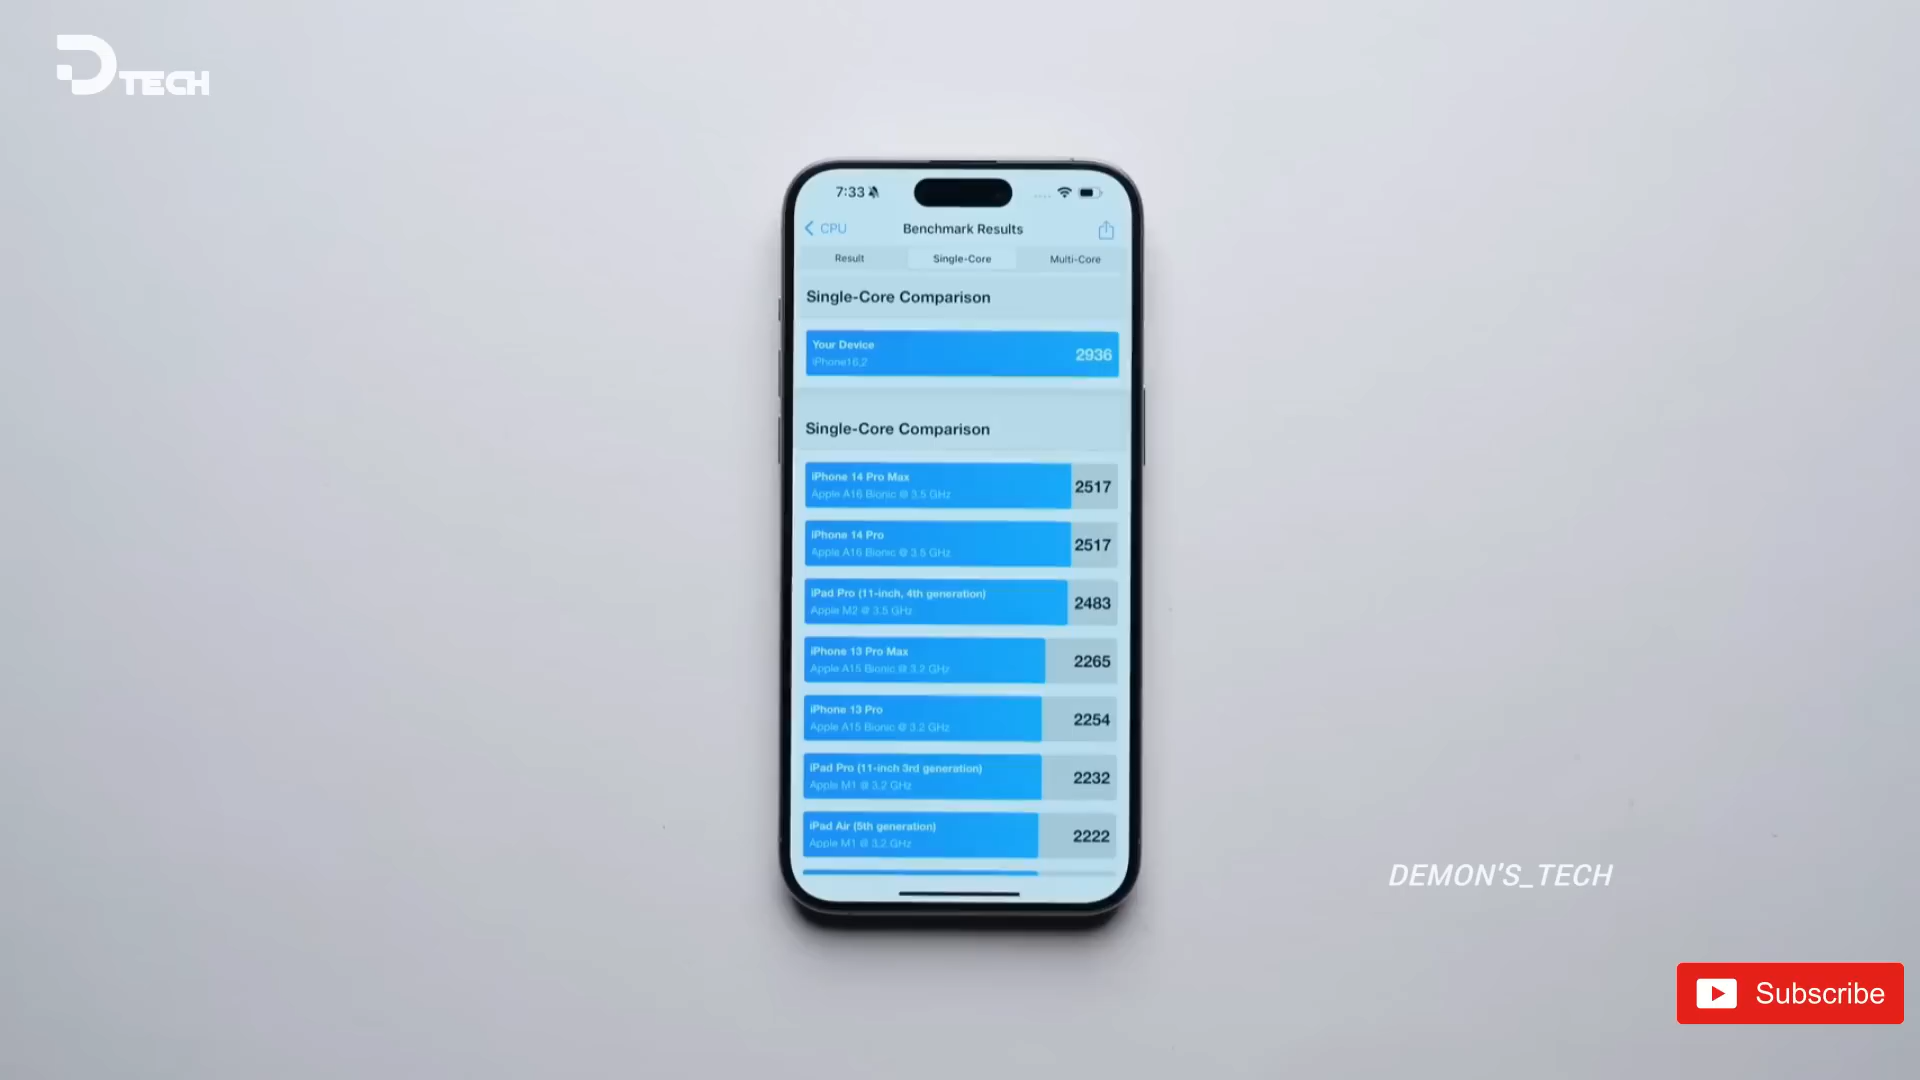 D TECH
7:33
CPU
Benchmark Results
Result
Single-Core
Multi-Core
Single-Core Comparison
Your Device
iPhone16,2
2936
Single-Core Comparison
iPhone 14 Pro Max
Apple A16 Bionic @ 3.5 GHz
2517
iPhone 14 Pro
Apple A16 Bionic @ 3.5 GHz
2517
iPad Pro (11-inch, 4th generation)
Apple M2 @ 3.5 GHz
2483
iPhone 13 Pro Max
Apple A15 Bionic @ 3.2 GHz
2265
iPhone 13 Pro
Apple A15 Bionic @ 3.2 GHz
2254
iPad Pro (11-inch 3rd generation)
Apple M1 @ 3.2 GHz
2232
iPad Air (5th generation)
Apple M1 @ 3.2 GHz
2222
DEMON'S_TECH
Subscribe